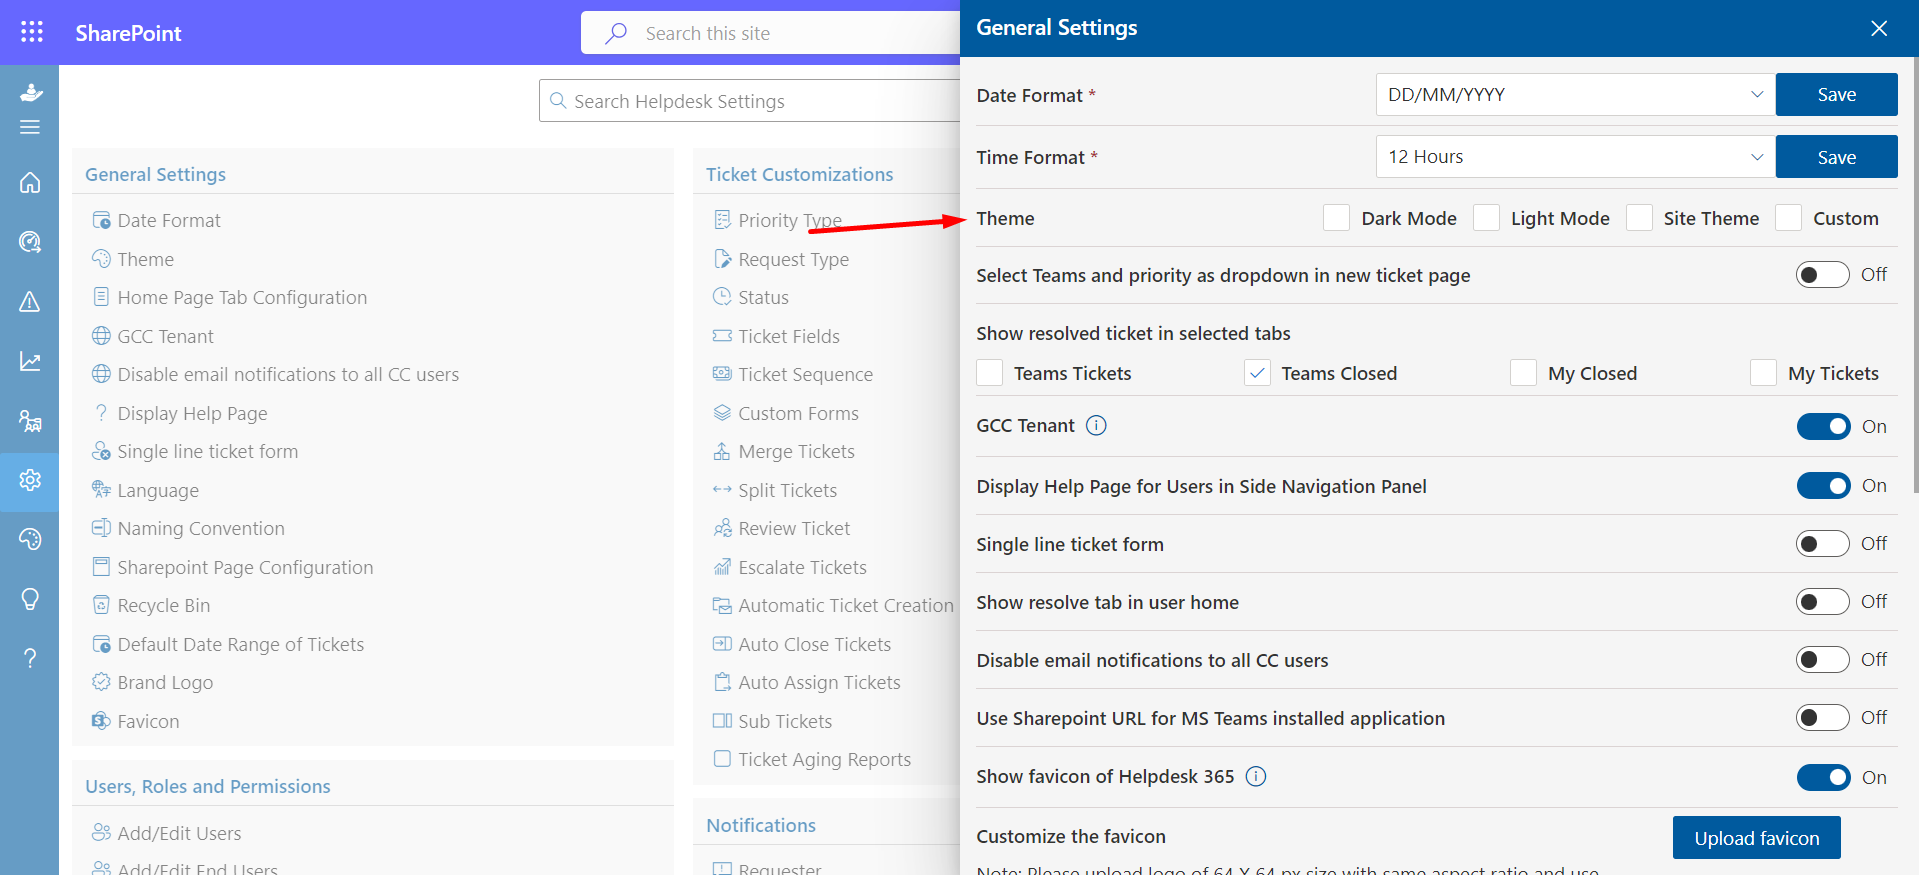 SharePoint
Search this site
Search Helpdesk Settings
General Settings
Date Format
Theme
Home Page Tab Configuration
GCC Tenant
Disable email notifications to all CC users
Display Help Page
Single line ticket form
Language
Naming Convention
Sharepoint Page Configuration
Recycle Bin
Default Date Range of Tickets
Brand Logo
Favicon
Users, Roles and Permissions
Add/Edit Users
Add/Edit End Users
Ticket Customizations
Priority Type
Request Type
Status
Ticket Fields
Ticket Sequence
Custom Forms
Merge Tickets
Split Tickets
Review Ticket
Escalate Tickets
Automatic Ticket Creation
Auto Close Tickets
Auto Assign Tickets
Sub Tickets
Ticket Aging Reports
Notifications
Requester
General Settings
Date Format * DD/MM/YYYY Save
Time Format * 12 Hours Save
Theme Dark Mode Light Mode Site Theme Custom
Select Teams and priority as dropdown in new ticket page Off
Show resolved ticket in selected tabs
Teams Tickets Teams Closed My Closed My Tickets
GCC Tenant On
Display Help Page for Users in Side Navigation Panel On
Single line ticket form Off
Show resolve tab in user home Off
Disable email notifications to all CC users Off
Use Sharepoint URL for MS Teams installed application Off
Show favicon of Helpdesk 365 On
Customize the favicon Upload favicon
Note: Please upload logo of 64 X 64 px size with same aspect ratio and use